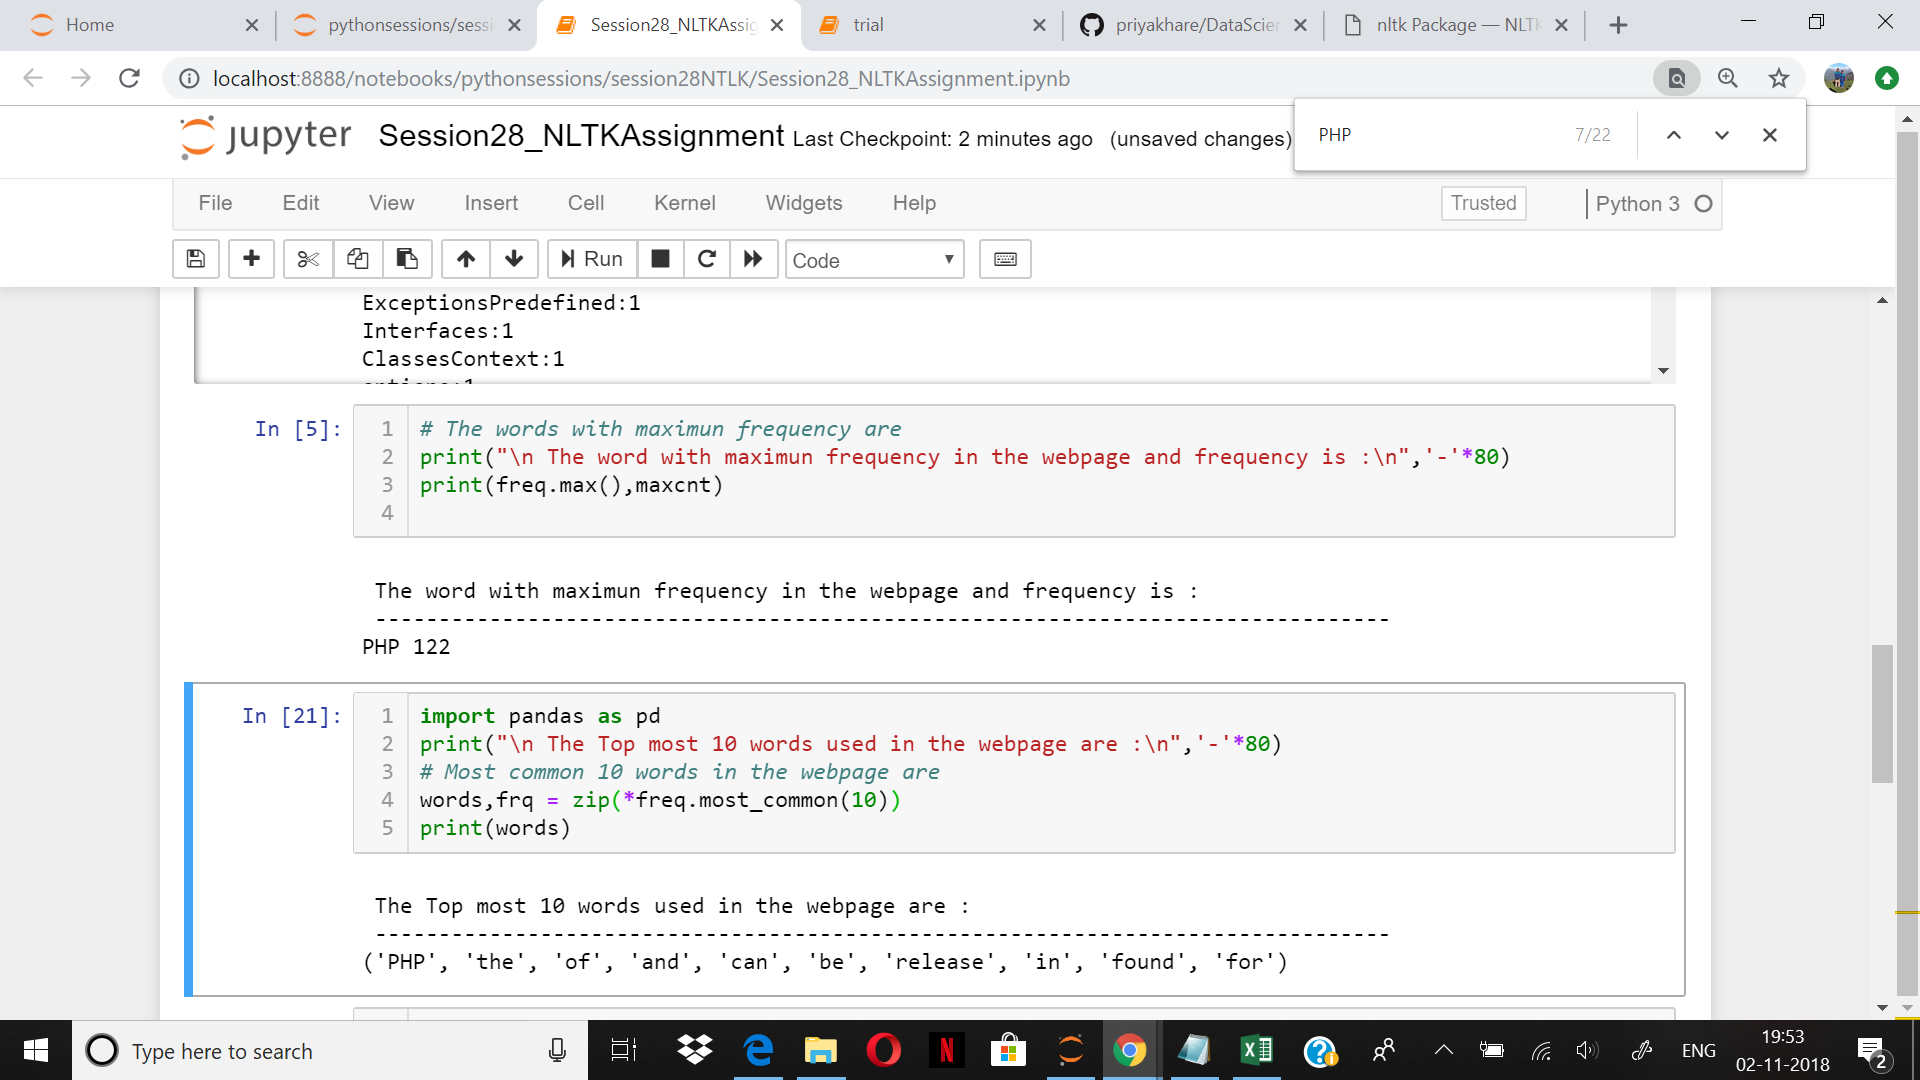 Home
pythonsessions/sessi
Session28_NLTKAssig
trial
priyakhare/DataScien
nltk Package — NLTK
localhost:8888/notebooks/pythonsessions/session28NTLK/Session28_NLTKAssignment.ipynb
PHP 7/22
jupyter Session28_NLTKAssignment Last Checkpoint: 2 minutes ago (unsaved changes)
File Edit View Insert Cell Kernel Widgets Help Trusted Python 3
Run Code
ExceptionsPredefined:1
Interfaces:1
ClassesContext:1
In [5]:
1 # The words with maximun frequency are
2 print("\n The word with maximun frequency in the webpage and frequency is :\n",'-'*80)
3 print(freq.max(),maxcnt)
4
The word with maximun frequency in the webpage and frequency is :
--------------------------------------------------------------------------------
PHP 122
In [21]:
1 import pandas as pd
2 print("\n The Top most 10 words used in the webpage are :\n",'-'*80)
3 # Most common 10 words in the webpage are
4 words,frq = zip(*freq.most_common(10))
5 print(words)
The Top most 10 words used in the webpage are :
--------------------------------------------------------------------------------
('PHP', 'the', 'of', 'and', 'can', 'be', 'release', 'in', 'found', 'for')
Type here to search
ENG
19:53
02-11-2018
2